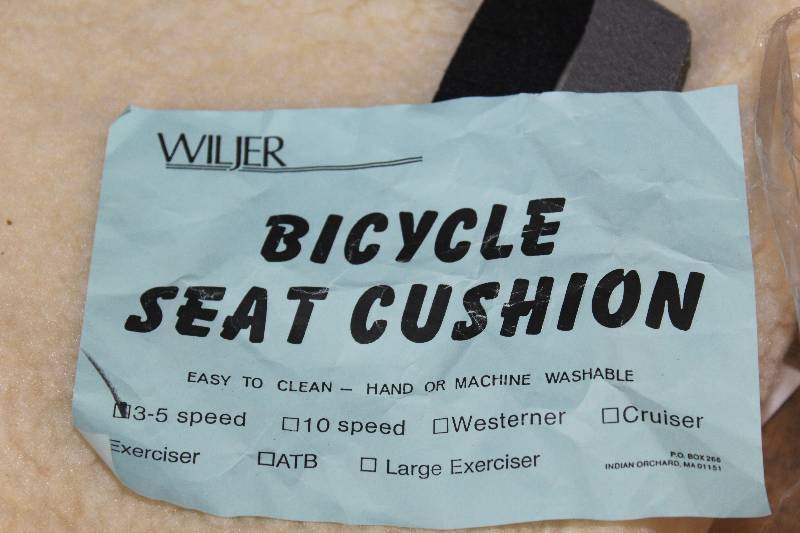 WILJER
BICYCLE
SEAT CUSHION
EASY TO CLEAN — HAND OR MACHINE WASHABLE
☑3-5 speed ☐10 speed ☐Westerner ☐Cruiser
Exerciser ☐ATB ☐ Large Exerciser
P.O. BOX 266
INDIAN ORCHARD, MA 01151